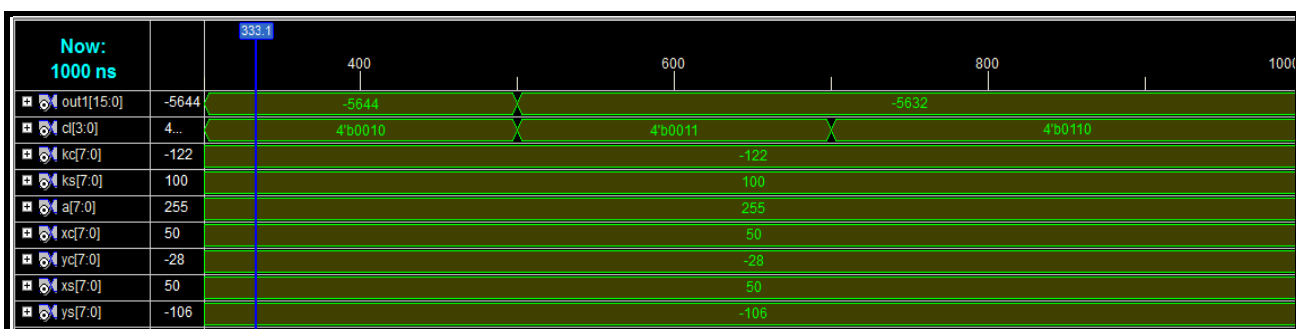 333.1
Now:
1000 ns
400 600 800 1000
out1[15:0] -5644 -5644 -5632
cl[3:0] 4... 4'b0010 4'b0011 4'b0110
kc[7:0] -122 -122
ks[7:0] 100 100
a[7:0] 255 255
xc[7:0] 50 50
yc[7:0] -28 -28
xs[7:0] 50 50
ys[7:0] -106 -106